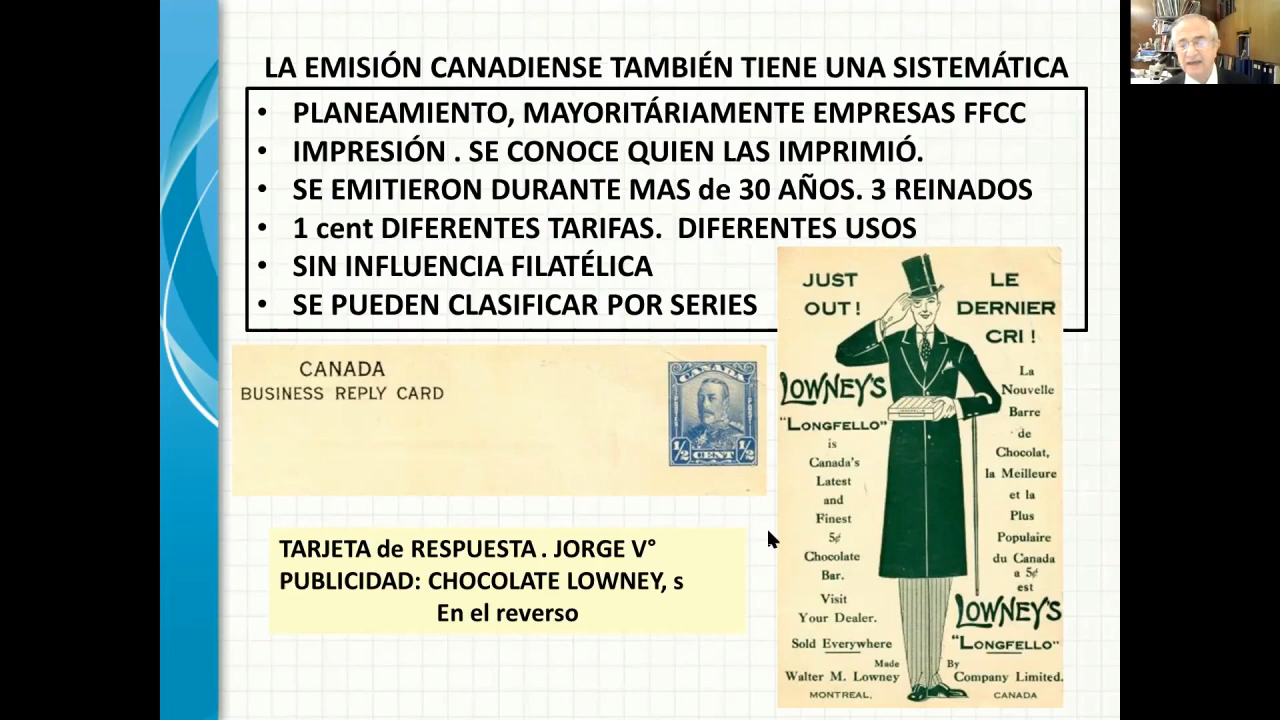 LA EMISIÓN CANADIENSE TAMBIÉN TIENE UNA SISTEMÁTICA
• PLANEAMIENTO, MAYORITÁRIAMENTE EMPRESAS FFCC
• IMPRESIÓN . SE CONOCE QUIEN LAS IMPRIMIÓ.
• SE EMITIERON DURANTE MAS de 30 AÑOS. 3 REINADOS
• 1 cent DIFERENTES TARIFAS. DIFERENTES USOS
• SIN INFLUENCIA FILATÉLICA
• SE PUEDEN CLASIFICAR POR SERIES
CANADA
BUSINESS REPLY CARD
CANADA
POSTES
POSTAGE
1/2 CENT 1/2
TARJETA de RESPUESTA . JORGE V°
PUBLICIDAD: CHOCOLATE LOWNEY, s
En el reverso
JUST
OUT!
LOWNEY'S
"LONGFELLO"
is
Canada's
Latest
and
Finest
5¢
Chocolate
Bar.
Visit
Your Dealer.
Sold Everywhere
LE
DERNIER
CRI !
La
Nouvelle
Barre
de
Chocolat,
la Meilleure
et la
Plus
Populaire
du Canada
a 5¢
est
LOWNEY'S
"LONGFELLO"
Made By
Walter M. Lowney Company Limited.
MONTREAL, CANADA